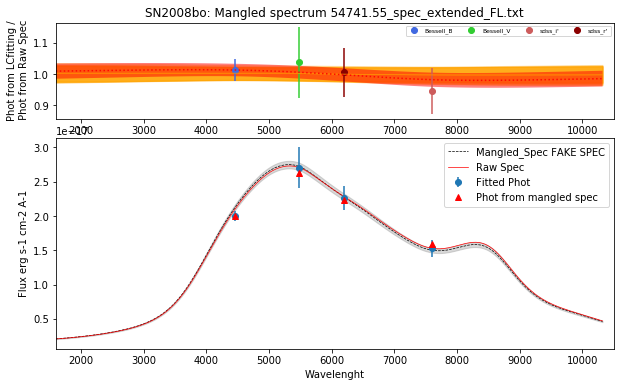 SN2008bo: Mangled spectrum 54741.55_spec_extended_FL.txt
Phot from LCfitting /
Phot from Raw Spec
1.1
1.0
0.9
Bessell_B
Bessell_V
sdss_i'
sdss_r'
2000 3000 4000 5000 6000 7000 8000 9000 10000
Flux erg s-1 cm-2 A-1
3.0
2.5
2.0
1.5
1.0
0.5
Mangled_Spec FAKE SPEC
Raw Spec
Fitted Phot
Phot from mangled spec
2000 3000 4000 5000 6000 7000 8000 9000 10000
Wavelenght